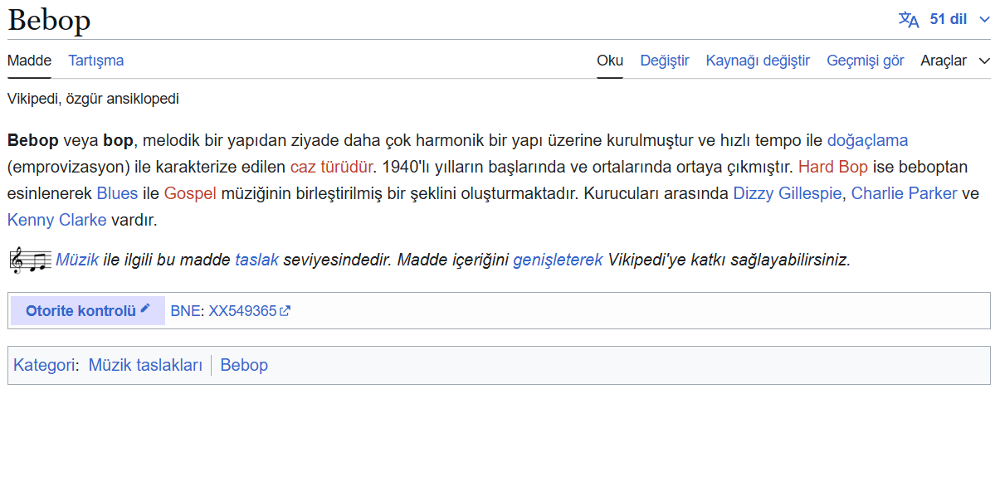 Bebop
51 dil
Madde Tartışma Oku Değiştir Kaynağı değiştir Geçmişi gör Araçlar
Vikipedi, özgür ansiklopedi
Bebop veya bop, melodik bir yapıdan ziyade daha çok harmonik bir yapı üzerine kurulmuştur ve hızlı tempo ile doğaçlama
(emprovizasyon) ile karakterize edilen caz türüdür. 1940'lı yılların başlarında ve ortalarında ortaya çıkmıştır. Hard Bop ise beboptan
esinlenerek Blues ile Gospel müziğinin birleştirilmiş bir şeklini oluşturmaktadır. Kurucuları arasında Dizzy Gillespie, Charlie Parker ve
Kenny Clarke vardır.
Müzik ile ilgili bu madde taslak seviyesindedir. Madde içeriğini genişleterek Vikipedi'ye katkı sağlayabilirsiniz.
Otorite kontrolü BNE: XX549365
Kategori: Müzik taslakları Bebop